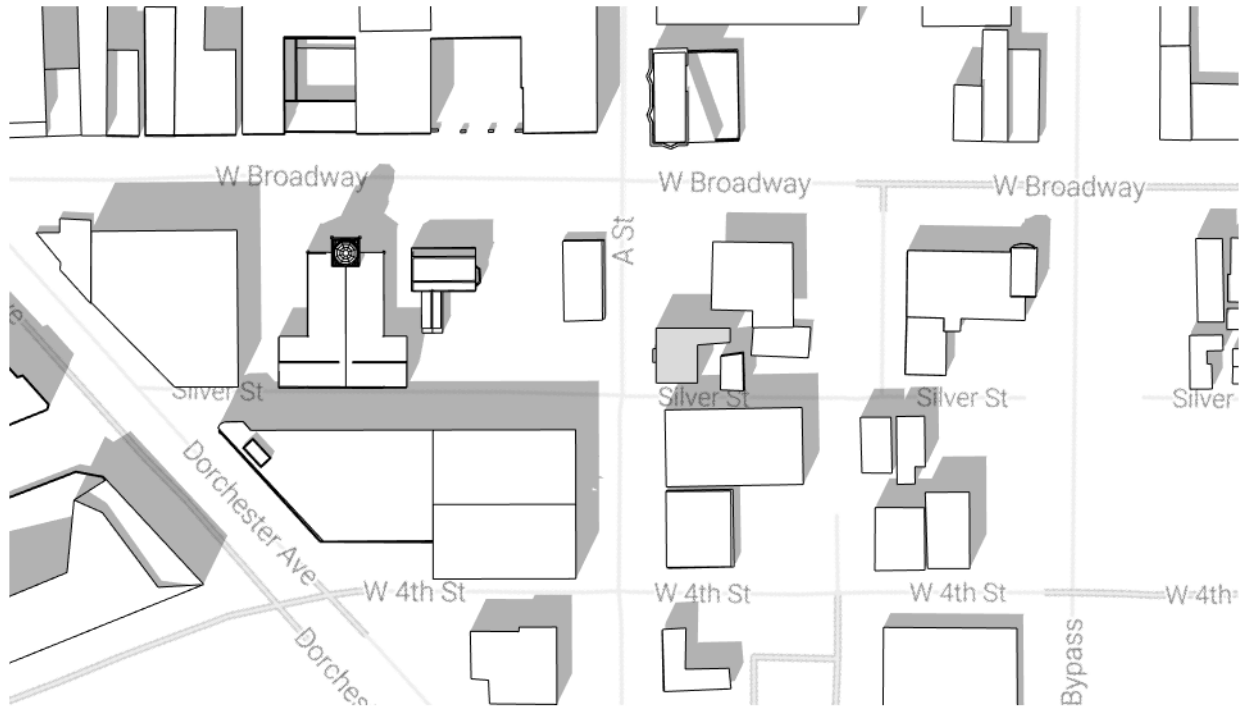 W Broadway
W Broadway
W Broadway
A St
Silver St
Silver St
Silver St
Silver
Dorchester Ave
W 4th St
W 4th St
W 4th St
W 4th
Dorches
Bypass